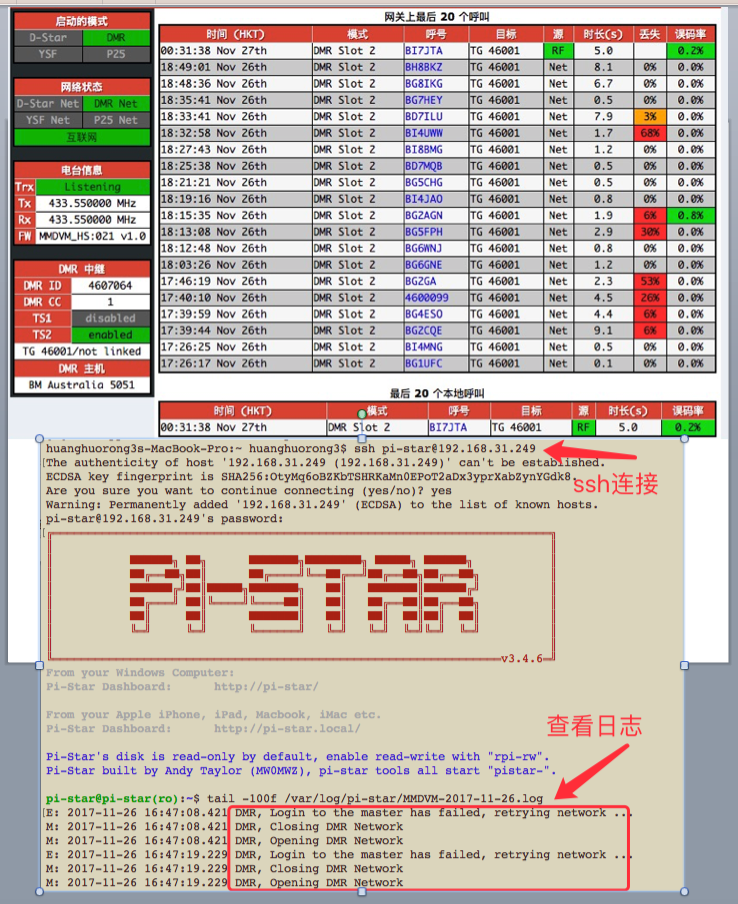 启动的模式
D-Star DMR
YSF P25
网络状态
D-Star Net DMR Net
YSF Net P25 Net
互联网
电台信息
Trx Listening
Tx 433.550000 MHz
Rx 433.550000 MHz
FW MMDVM_HS:021 v1.0
DMR 中继
DMR ID 4607064
DMR CC 1
TS1 disabled
TS2 enabled
TG 46001/not linked
DMR 主机
BM Australia 5051
网关上最后 20 个呼叫
时间 (HKT) 模式 呼号 目标 源 时长(s) 丢失 误码率
00:31:38 Nov 27th DMR Slot 2 BI7JTA TG 46001 RF 5.0 0.2%
18:49:01 Nov 26th DMR Slot 2 BH8BKZ TG 46001 Net 8.1 0% 0.0%
18:48:36 Nov 26th DMR Slot 2 BG8IKG TG 46001 Net 6.7 0% 0.0%
18:35:41 Nov 26th DMR Slot 2 BG7HEY TG 46001 Net 0.5 0% 0.0%
18:33:41 Nov 26th DMR Slot 2 BD7ILU TG 46001 Net 7.9 3% 0.0%
18:32:58 Nov 26th DMR Slot 2 BI4UWW TG 46001 Net 1.7 68% 0.0%
18:27:43 Nov 26th DMR Slot 2 BI8BMG TG 46001 Net 1.2 0% 0.0%
18:25:38 Nov 26th DMR Slot 2 BD7MQB TG 46001 Net 0.5 0% 0.0%
18:21:21 Nov 26th DMR Slot 2 BG5CHG TG 46001 Net 0.5 0% 0.0%
18:19:16 Nov 26th DMR Slot 2 BI4JAO TG 46001 Net 0.8 0% 0.0%
18:15:35 Nov 26th DMR Slot 2 BG2AGN TG 46001 Net 1.9 6% 0.8%
18:13:08 Nov 26th DMR Slot 2 BG5FPH TG 46001 Net 2.9 30% 0.0%
18:12:48 Nov 26th DMR Slot 2 BG6WNJ TG 46001 Net 0.8 0% 0.0%
18:03:26 Nov 26th DMR Slot 2 BG6GNE TG 46001 Net 1.2 0% 0.0%
17:46:19 Nov 26th DMR Slot 2 BG2GA TG 46001 Net 2.3 53% 0.0%
17:40:10 Nov 26th DMR Slot 2 4600099 TG 46001 Net 4.5 26% 0.0%
17:39:59 Nov 26th DMR Slot 2 BG4ESO TG 46001 Net 4.4 6% 0.0%
17:39:44 Nov 26th DMR Slot 2 BG2CQE TG 46001 Net 9.1 6% 0.0%
17:26:25 Nov 26th DMR Slot 2 BI4MNG TG 46001 Net 0.5 0% 0.0%
17:26:17 Nov 26th DMR Slot 2 BG1UFC TG 46001 Net 0.1 0% 0.0%
最后 20 个本地呼叫
时间 (HKT) 模式 呼号 目标 源 时长(s) 误码率
00:31:38 Nov 27th DMR Slot 2 BI7JTA TG 46001 RF 5.0 0.2%
huanghuorong3s-MacBook-Pro:~ huanghuorong3$ ssh pi-star@192.168.31.249
[The authenticity of host '192.168.31.249 (192.168.31.249)' can't be established.
ECDSA key fingerprint is SHA256:OtyMq6oBZKbTSHRKaMn0EPoT2aDx3yprXabZynYGdk8.
ssh连接
Are you sure you want to continue connecting (yes/no)? yes
Warning: Permanently added '192.168.31.249' (ECDSA) to the list of known hosts.
pi-star@192.168.31.249's password:
PI-STAR
v3.4.6
From your Windows Computer:
Pi-Star Dashboard: http://pi-star/
From your Apple iPhone, iPad, Macbook, iMac etc.
Pi-Star Dashboard: http://pi-star.local/
查看日志
Pi-Star's disk is read-only by default, enable read-write with "rpi-rw".
Pi-Star built by Andy Taylor (MW0MWZ), pi-star tools all start "pistar-".
pi-star@pi-star(ro):~$ tail -100f /var/log/pi-star/MMDVM-2017-11-26.log
[E: 2017-11-26 16:47:08.421 DMR, Login to the master has failed, retrying network ...
M: 2017-11-26 16:47:08.421 DMR, Closing DMR Network
M: 2017-11-26 16:47:08.421 DMR, Opening DMR Network
E: 2017-11-26 16:47:19.229 DMR, Login to the master has failed, retrying network ...
M: 2017-11-26 16:47:19.229 DMR, Closing DMR Network
M: 2017-11-26 16:47:19.229 DMR, Opening DMR Network